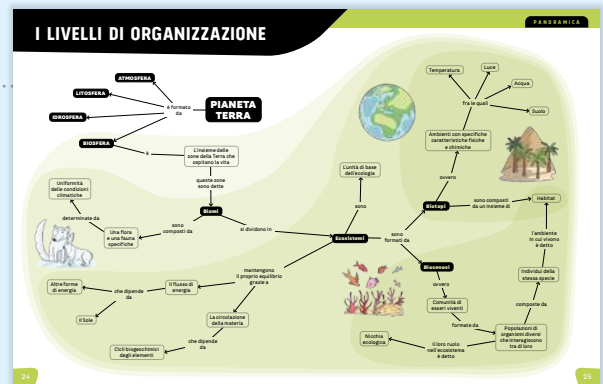 I LIVELLI DI ORGANIZZAZIONE
PANORAMICA
ATMOSFERA
LITOSFERA
IDROSFERA
BIOSFERA
è formato
da
PIANETA
TERRA
è
L'insieme delle
zone della Terra che
ospitano la vita
queste zone
sono dette
Biomi
sono
composti da
Una flora
e una fauna
specifiche
determinate da
Uniformità
delle condizioni
climatiche
si dividono in
Ecosistemi
sono
L'unità di base
dell'ecologia
mantengono
il proprio equilibrio
grazie a
Il flusso di
energia
che dipende
da
Altre forme
di energia
Il Sole
La circolazione
della materia
che dipende
da
Cicli biogeochimici
degli elementi
sono
formati da
Biotopi
ovvero
Ambienti con specifiche
caratteristiche fisiche
e chimiche
fra le quali
Temperatura
Luce
Acqua
Suolo
sono composti
da un insieme di
Habitat
Biocenosi
ovvero
Comunità di
esseri viventi
formate da
Popolazioni di
organismi diversi
che interagiscono
tra di loro
composte da
Individui della
stessa specie
l'ambiente
in cui vivono
è detto
Il loro ruolo
nell'ecosistema
è detto
Nicchia
ecologica
24
25